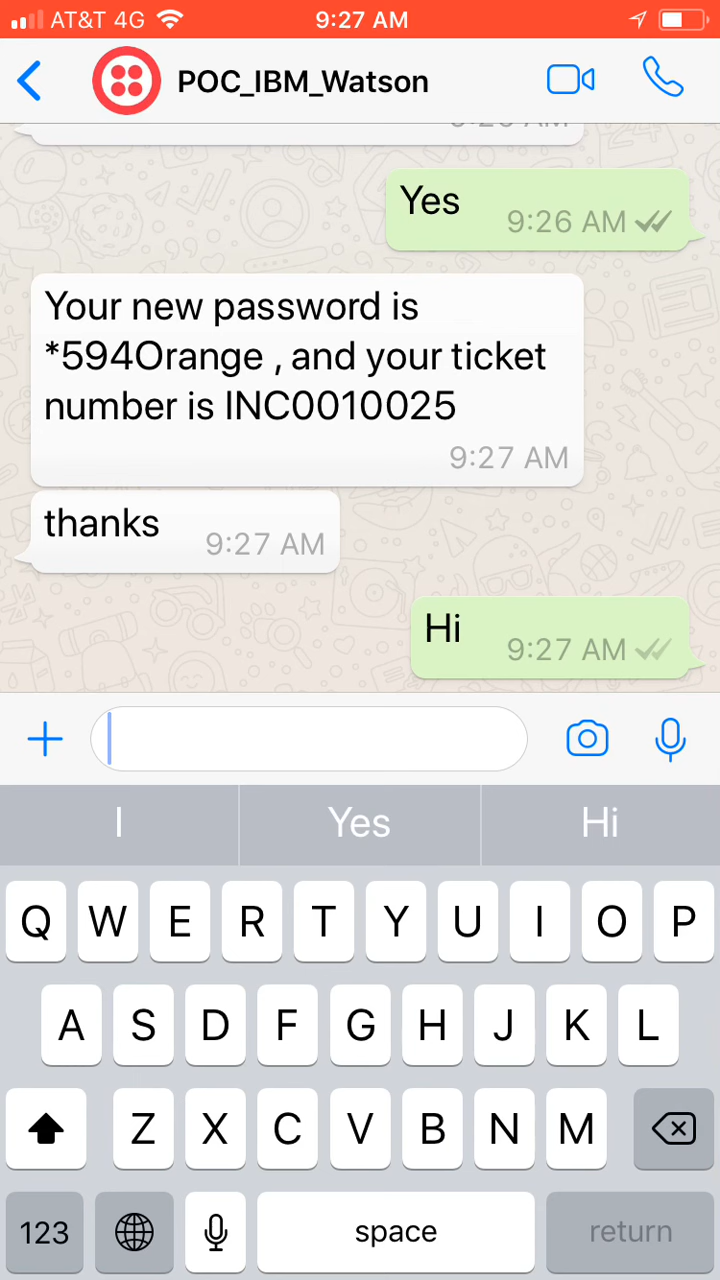 AT&T 4G 9:27 AM
POC_IBM_Watson
Yes
9:26 AM
Your new password is
*594Orange , and your ticket
number is INC0010025
9:27 AM
thanks
9:27 AM
Hi
9:27 AM
I Yes Hi
Q W E R T Y U I O P
A S D F G H J K L
Z X C V B N M
123 space return